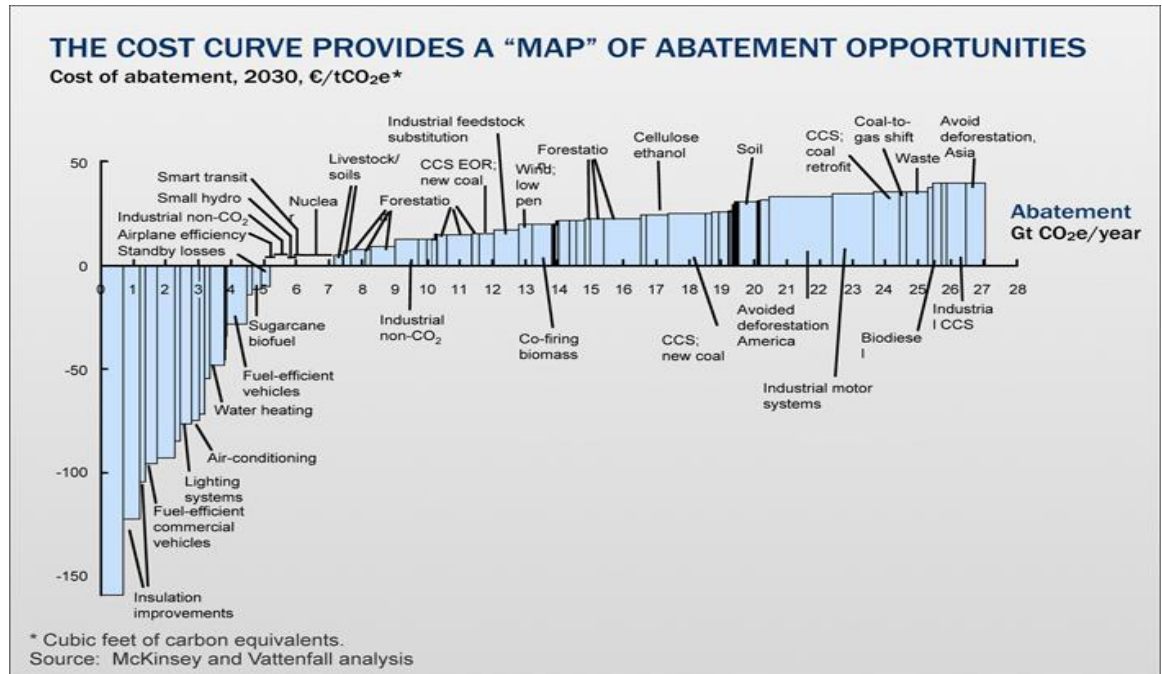 THE COST CURVE PROVIDES A “MAP” OF ABATEMENT OPPORTUNITIES
Cost of abatement, 2030, €/tCO₂e*
Industrial feedstock
substitution
Livestock/
soils
CCS EOR;
new coal
Forestatio
n
Wind;
low
pen
Cellulose
ethanol
Soil
CCS;
coal
retrofit
Coal-to-
gas shift
Waste
Avoid
deforestation,
Asia
Smart transit
Small hydro
Industrial non-CO₂
Airplane efficiency
Standby losses
r
Nuclea
Forestatio
Abatement
Gt CO₂e/year
50
0
-50
-100
-150
0 1 2 3 4 5 6 7 8 9 10 11 12 13 14 15 16 17 18 19 20 21 22 23 24 25 26 27 28
Sugarcane
biofuel
Fuel-efficient
vehicles
Water heating
Air-conditioning
Lighting
systems
Fuel-efficient
commercial
vehicles
Insulation
improvements
Industrial
non-CO₂
Co-firing
biomass
CCS;
new coal
Avoided
deforestation
America
Industrial motor
systems
Biodiese
l
Industria
l CCS
* Cubic feet of carbon equivalents.
Source: McKinsey and Vattenfall analysis